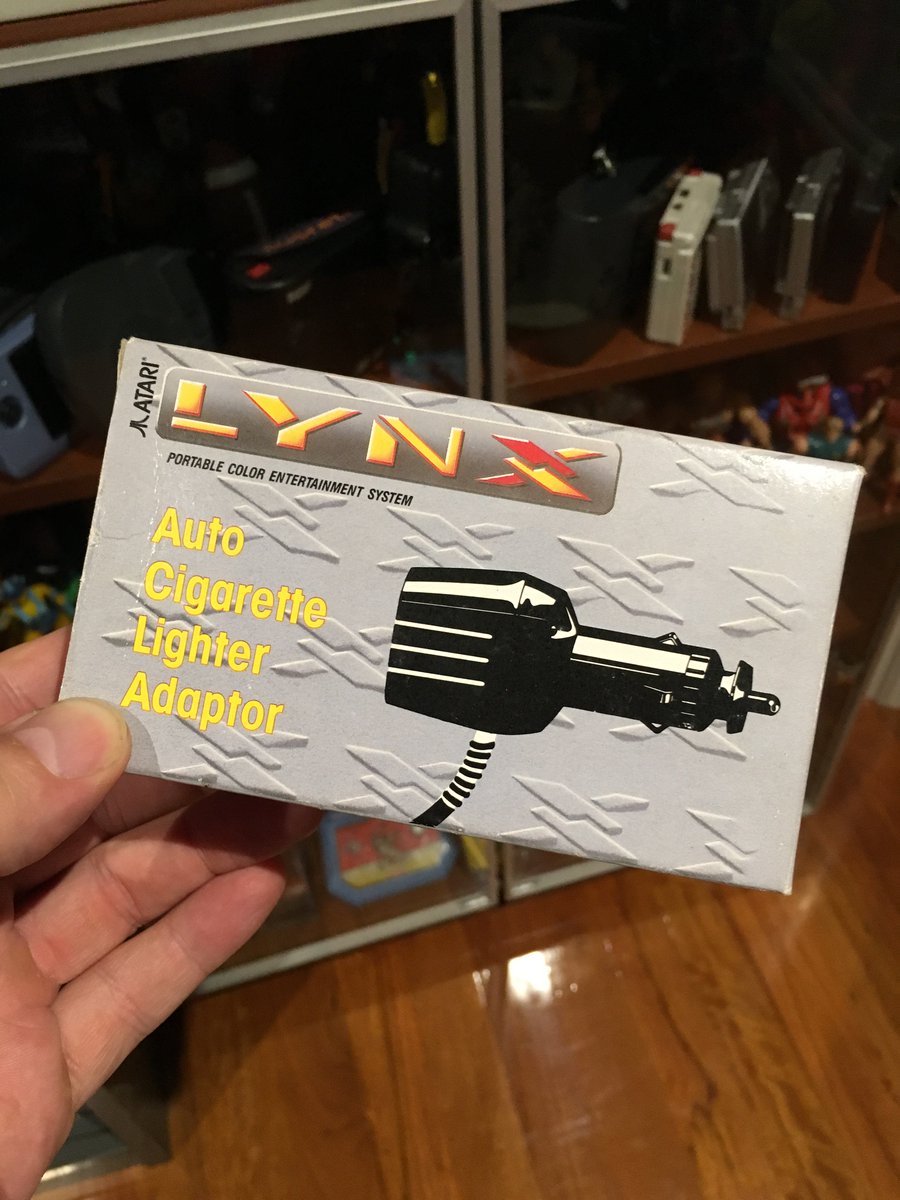 ATARI®
LYNX
PORTABLE COLOR ENTERTAINMENT SYSTEM
Auto
Cigarette
Lighter
Adaptor